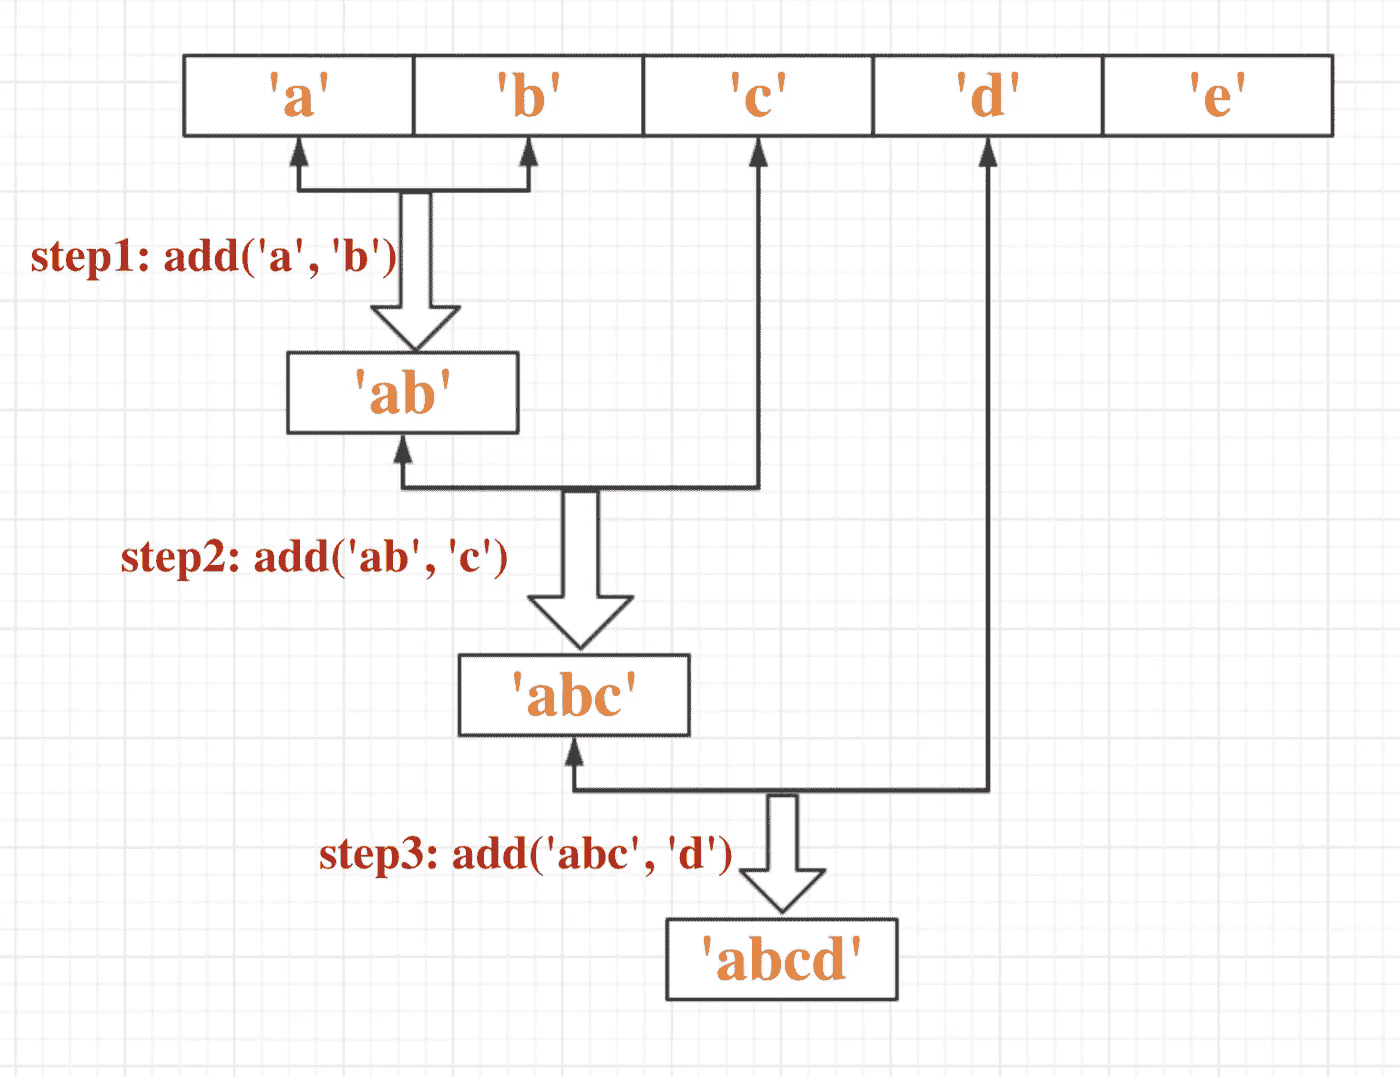 'a' 'b' 'c' 'd' 'e'
step1: add('a', 'b')
'ab'
step2: add('ab', 'c')
'abc'
step3: add('abc', 'd')
'abcd'